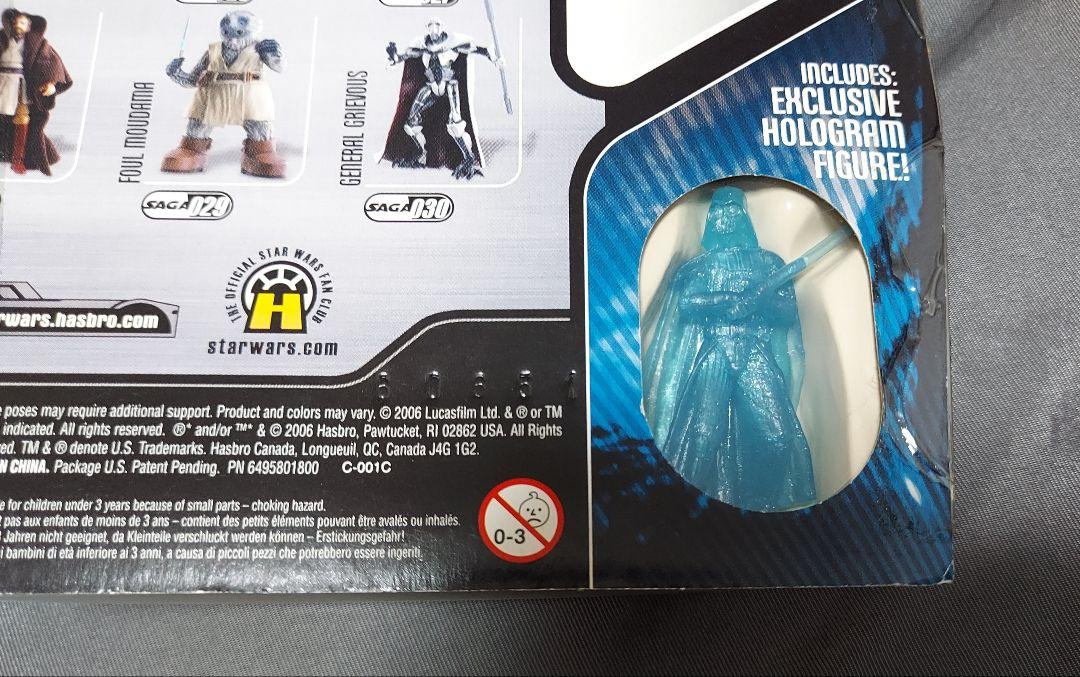 FOUL MOUDAMA
GENERAL GRIEVOUS
SAGA 029
SAGA 030
INCLUDES:
EXCLUSIVE
HOLOGRAM
FIGURE!
THE OFFICIAL STAR WARS FAN CLUB
H
starwars.com
rwars.hasbro.com
poses may require additional support. Product and colors may vary. © 2006 Lucasfilm Ltd. & ® or TM
indicated. All rights reserved. ®* and/or ™* & © 2006 Hasbro, Pawtucket, RI 02862 USA. All Rights
TM & ® denote U.S. Trademarks. Hasbro Canada, Longueuil, QC, Canada J4G 1G2.
N CHINA. Package U.S. Patent Pending. PN 6495801800 C-001C
e for children under 3 years because of small parts – choking hazard.
pas aux enfants de moins de 3 ans – contient des petits éléments pouvant être avalés ou inhalés.
Jahren nicht geeignet, da Kleinteile verschluckt werden können – Erstickungsgefahr!
i bambini di età inferiore ai 3 anni, a causa di piccoli pezzi che potrebbero essere ingeriti.
0-3